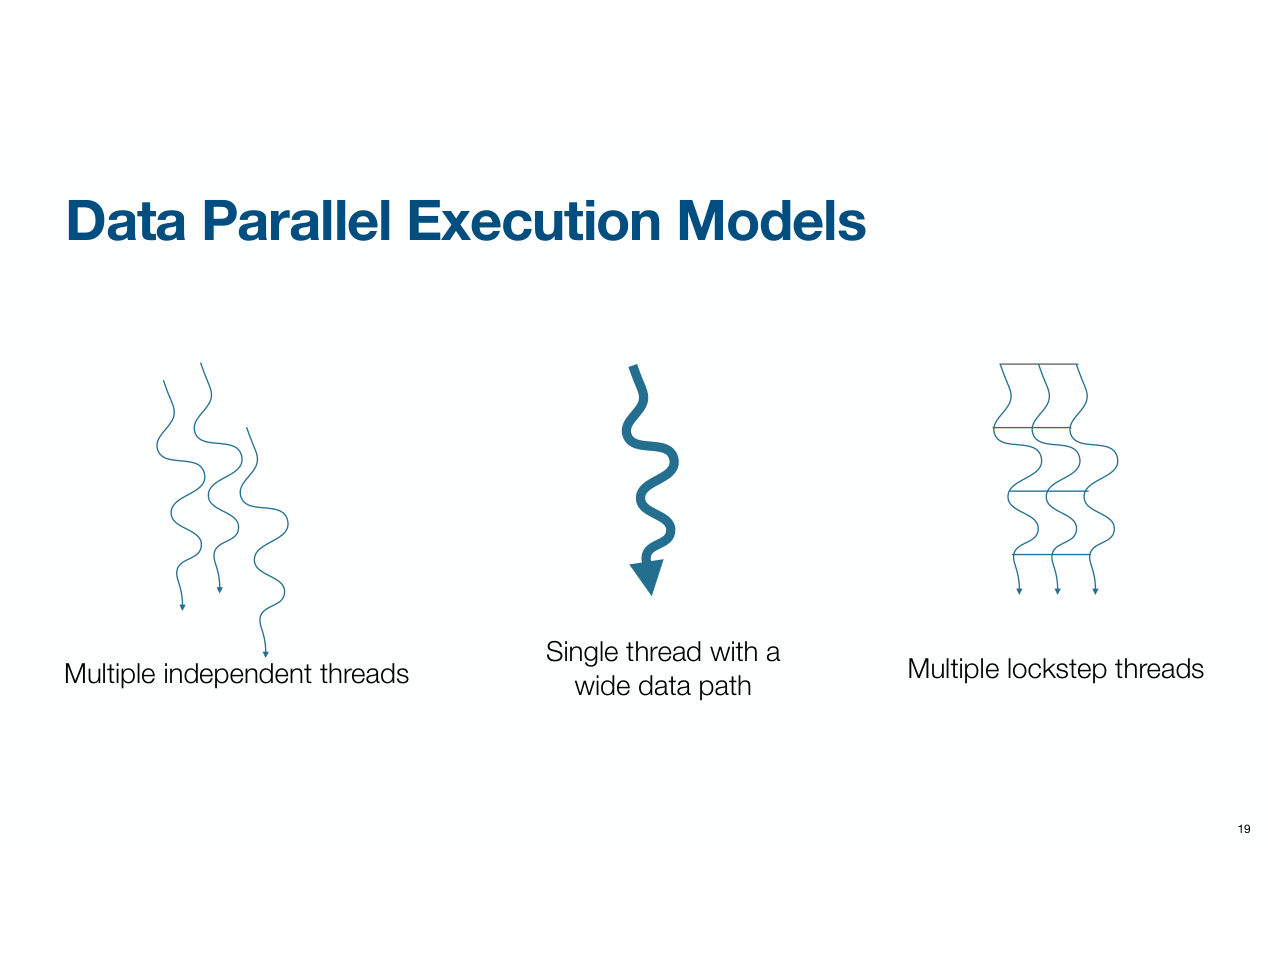 Data Parallel Execution Models
Multiple independent threads
Single thread with a
wide data path
Multiple lockstep threads
19